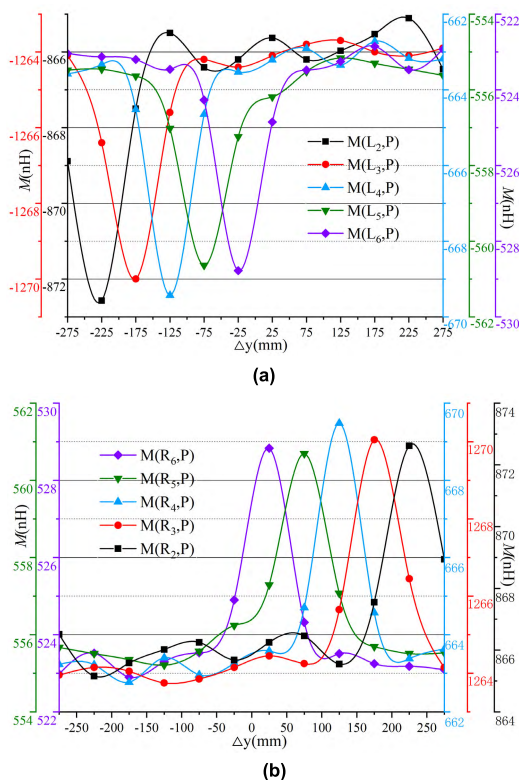 -1264 -866
-1266 -868
-1268 -870
-1270 -872
M(nH)
M(L2,P)
M(L3,P)
M(L4,P)
M(L5,P)
M(L6,P)
662 -554 -522
664 -556 -524
666 -558 -526
668 -560 -528
-670 -562 -530
M(nH)
-275 -225 -175 -125 -75 -25 25 75 125 175 225 275
△y(mm)
(a)
562 530
560 528
558 526
556 524
554 522
M(nH)
M(R6,P)
M(R5,P)
M(R4,P)
M(R3,P)
M(R2,P)
670 1270 874
668 1268 872
666 1266 870
664 1264 868
662 866
864
M(nH)
-250 -200 -150 -100 -50 0 50 100 150 200 250
△y(mm)
(b)